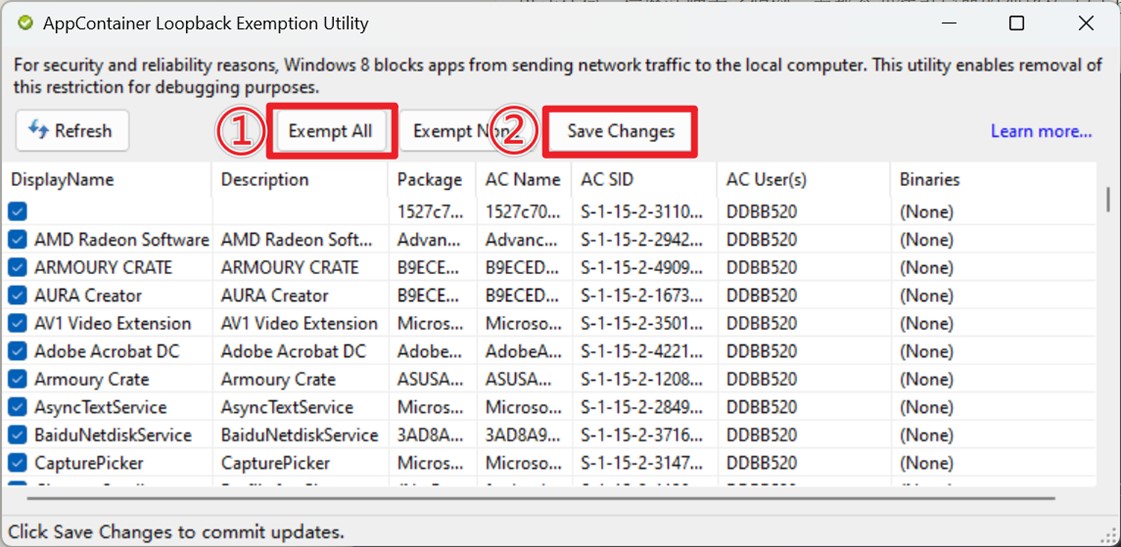 AppContainer Loopback Exemption Utility
For security and reliability reasons, Windows 8 blocks apps from sending network traffic to the local computer. This utility enables removal of
this restriction for debugging purposes.
Refresh ① Exempt All Exempt ② Save Changes Learn more...
DisplayName Description Package AC Name AC SID AC User(s) Binaries
1527c7... 1527c70... S-1-15-2-3110... DDBB520 (None)
AMD Radeon Software AMD Radeon Soft... Advan... Advanc... S-1-15-2-2942... DDBB520 (None)
ARMOURY CRATE ARMOURY CRATE B9ECE... B9ECED... S-1-15-2-4909... DDBB520 (None)
AURA Creator AURA Creator B9ECE... B9ECED... S-1-15-2-1673... DDBB520 (None)
AV1 Video Extension AV1 Video Extension Micros... Microso... S-1-15-2-3501... DDBB520 (None)
Adobe Acrobat DC Adobe Acrobat DC Adobe... AdobeA... S-1-15-2-4221... DDBB520 (None)
Armoury Crate Armoury Crate ASUSA... ASUSA... S-1-15-2-1208... DDBB520 (None)
AsyncTextService AsyncTextService Micros... Microso... S-1-15-2-2849... DDBB520 (None)
BaiduNetdiskService BaiduNetdiskService 3AD8A... 3AD8A9... S-1-15-2-3716... DDBB520 (None)
CapturePicker CapturePicker Micros... Microso... S-1-15-2-3147... DDBB520 (None)
Click Save Changes to commit updates.